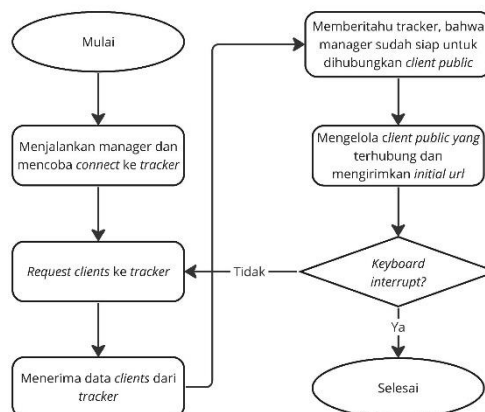 Mulai
Menjalankan manager dan
mencoba connect ke tracker
Request clients ke tracker
Menerima data clients dari
tracker
Memberitahu tracker, bahwa
manager sudah siap untuk
dihubungkan client public
Mengelola client public yang
terhubung dan
mengirimkan initial url
Keyboard
interrupt?
Tidak
Ya
Selesai